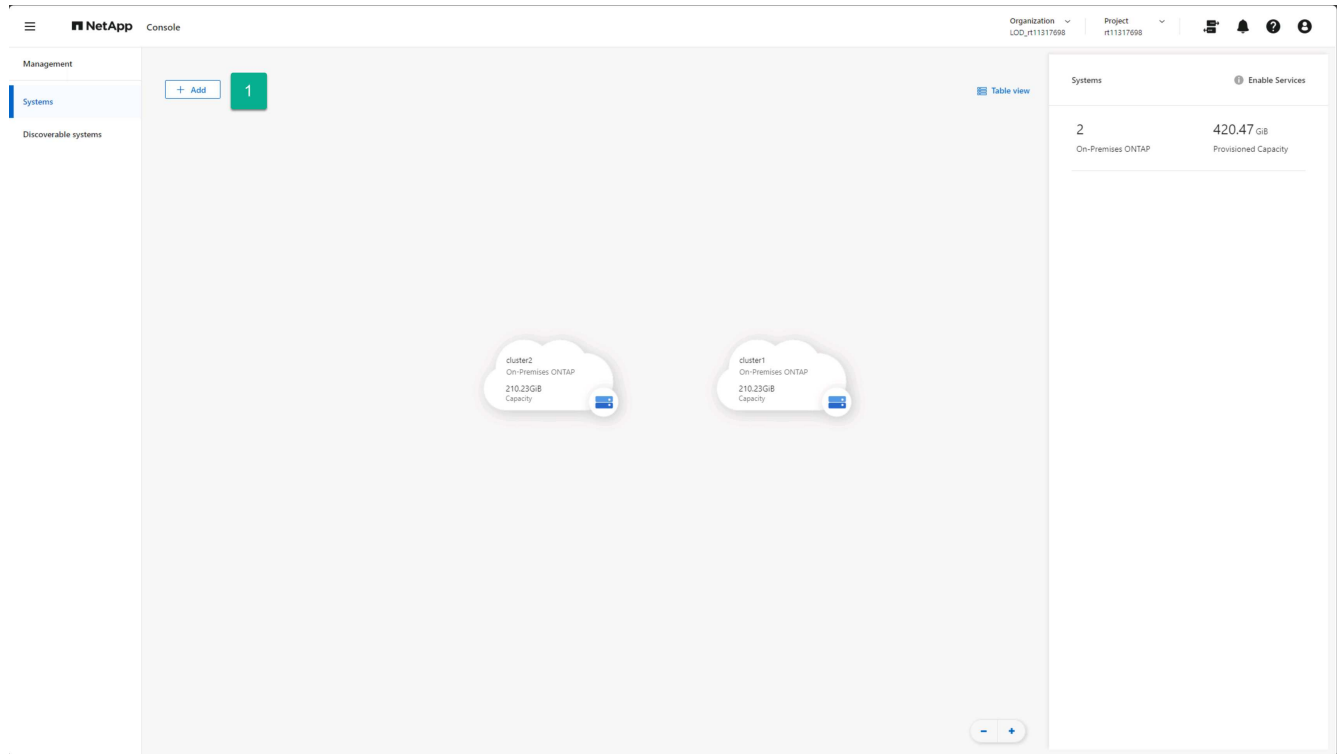 NetApp Console
Organization
LOD_rt11317698
Project
rt11317698
Management
Systems
Discoverable systems
+ Add
1
Table view
Systems
Enable Services
2
On-Premises ONTAP
420.47 GiB
Provisioned Capacity
cluster2
On-Premises ONTAP
210.23GiB
Capacity
cluster1
On-Premises ONTAP
210.23GiB
Capacity
- +